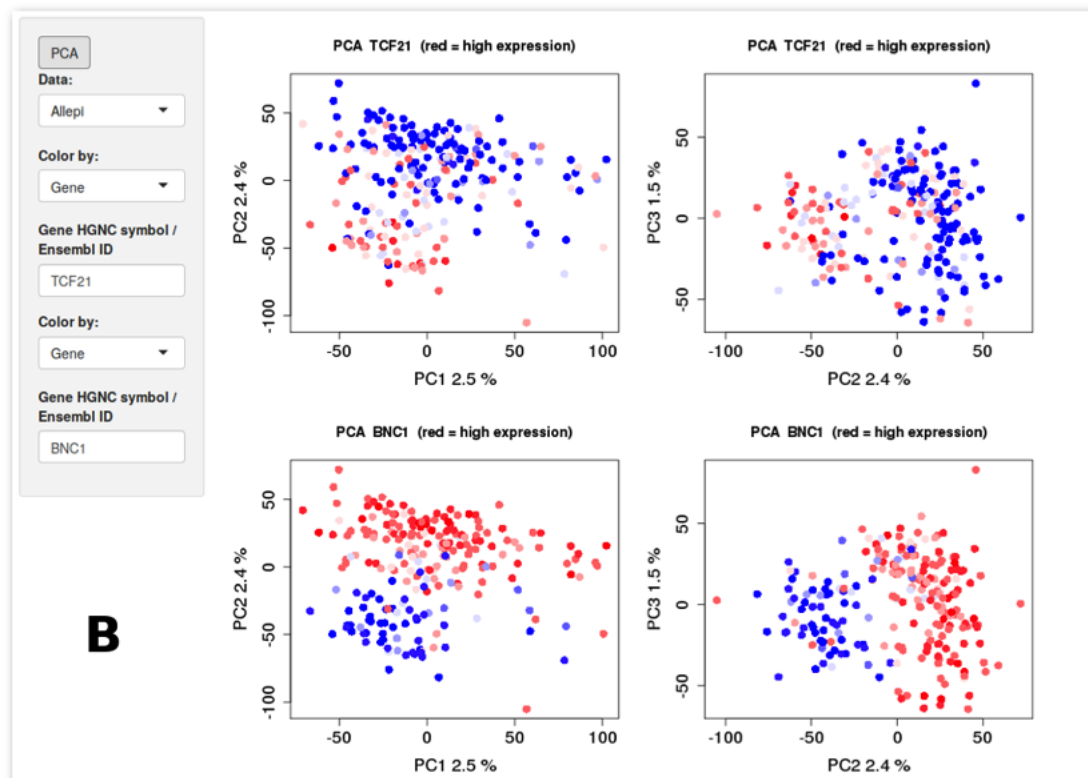 PCA
Data:
Allepi
Color by:
Gene
Gene HGNC symbol /
Ensembl ID
TCF21
Color by:
Gene
Gene HGNC symbol /
Ensembl ID
BNC1
B
PCA TCF21 (red = high expression)
PC2 2.4 %
50
0
-50
-100
-50
0
50
100
PC1 2.5 %
PCA TCF21 (red = high expression)
PC3 1.5 %
50
0
-50
-100
-50
0
50
PC2 2.4 %
PCA BNC1 (red = high expression)
PC2 2.4 %
50
0
-50
-100
-50
0
50
100
PC1 2.5 %
PCA BNC1 (red = high expression)
PC3 1.5 %
50
0
-50
-100
-50
0
50
PC2 2.4 %